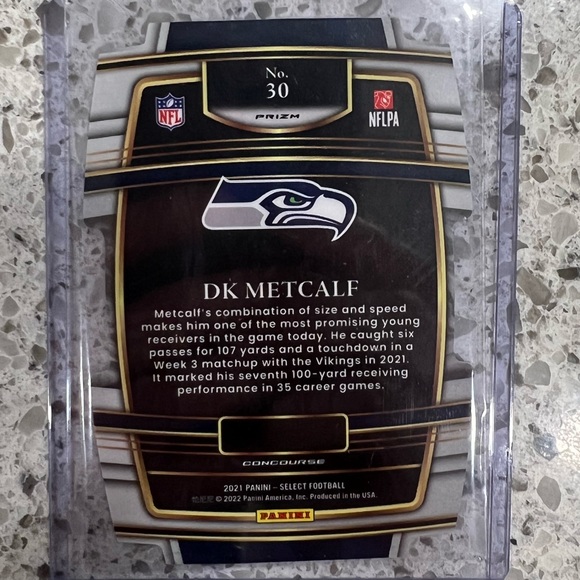 No.
30
PRIZM
NFL
NFLPA
DK METCALF
Metcalf's combination of size and speed
makes him one of the most promising young
receivers in the game today. He caught six
passes for 107 yards and a touchdown in a
Week 3 matchup with the Vikings in 2021.
It marked his seventh 100-yard receiving
performance in 35 career games.
CONCOURSE
2021 PANINI - SELECT FOOTBALL
© 2022 Panini America, Inc. Produced in the USA.
PANINI